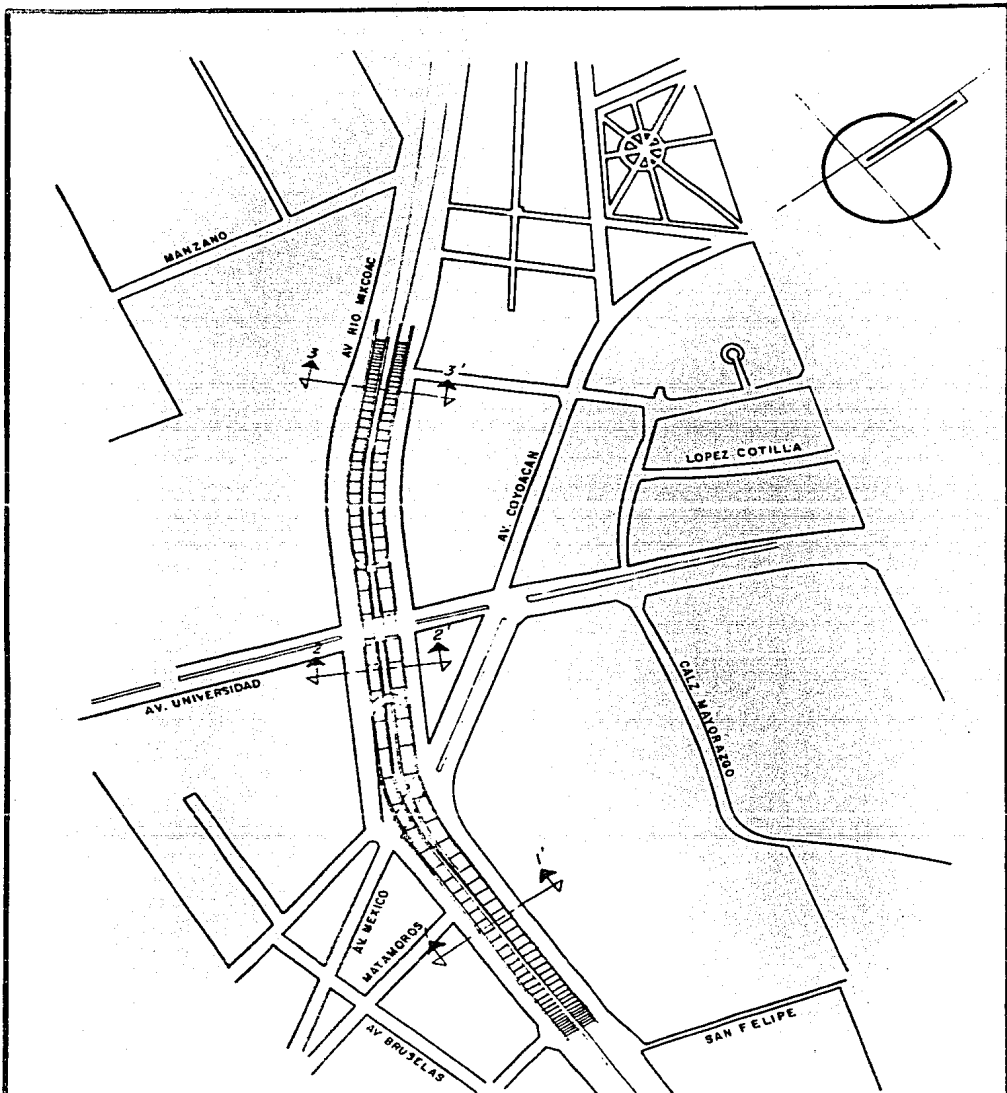 MANZANO
AV RIO MIXCOAC
3
3'
LOPEZ COTILLA
AV. COYOACAN
2
2'
AV. UNIVERSIDAD
CALZ MAYORAZGO
1'
AV. MEXICO
MATAMOROS
AV BRUSELAS
SAN FELIPE